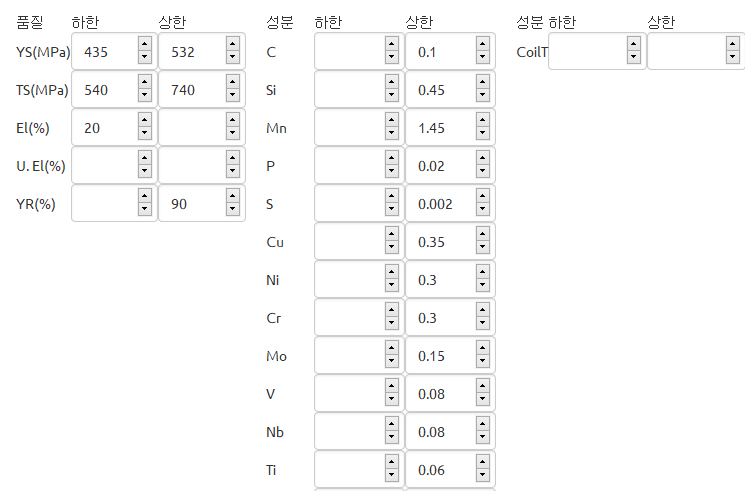 품질 하한 상한 성분 하한 상한 성분 하한 상한
YS(MPa) 435 532 C 0.1 CoilT
TS(MPa) 540 740 Si 0.45
El(%) 20 Mn 1.45
U. El(%) P 0.02
YR(%) 90 S 0.002
Cu 0.35
Ni 0.3
Cr 0.3
Mo 0.15
V 0.08
Nb 0.08
Ti 0.06